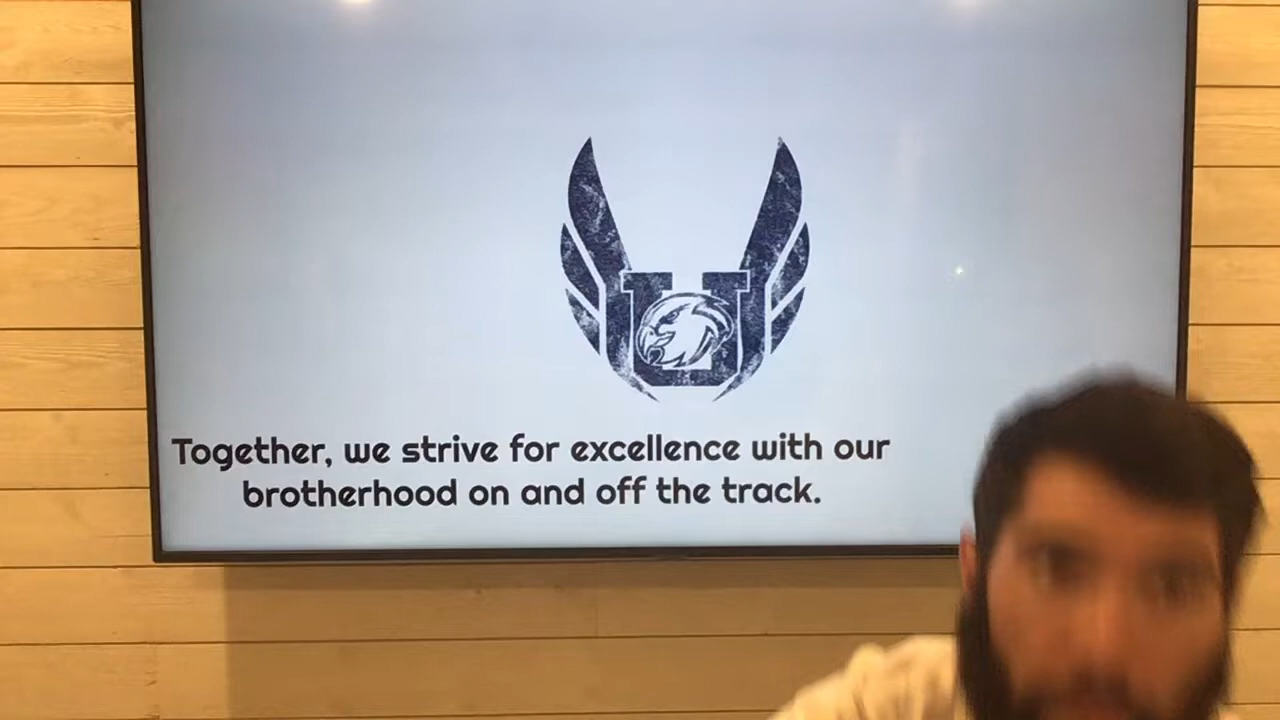 U
Together, we strive for excellence with our
brotherhood on and off the track.